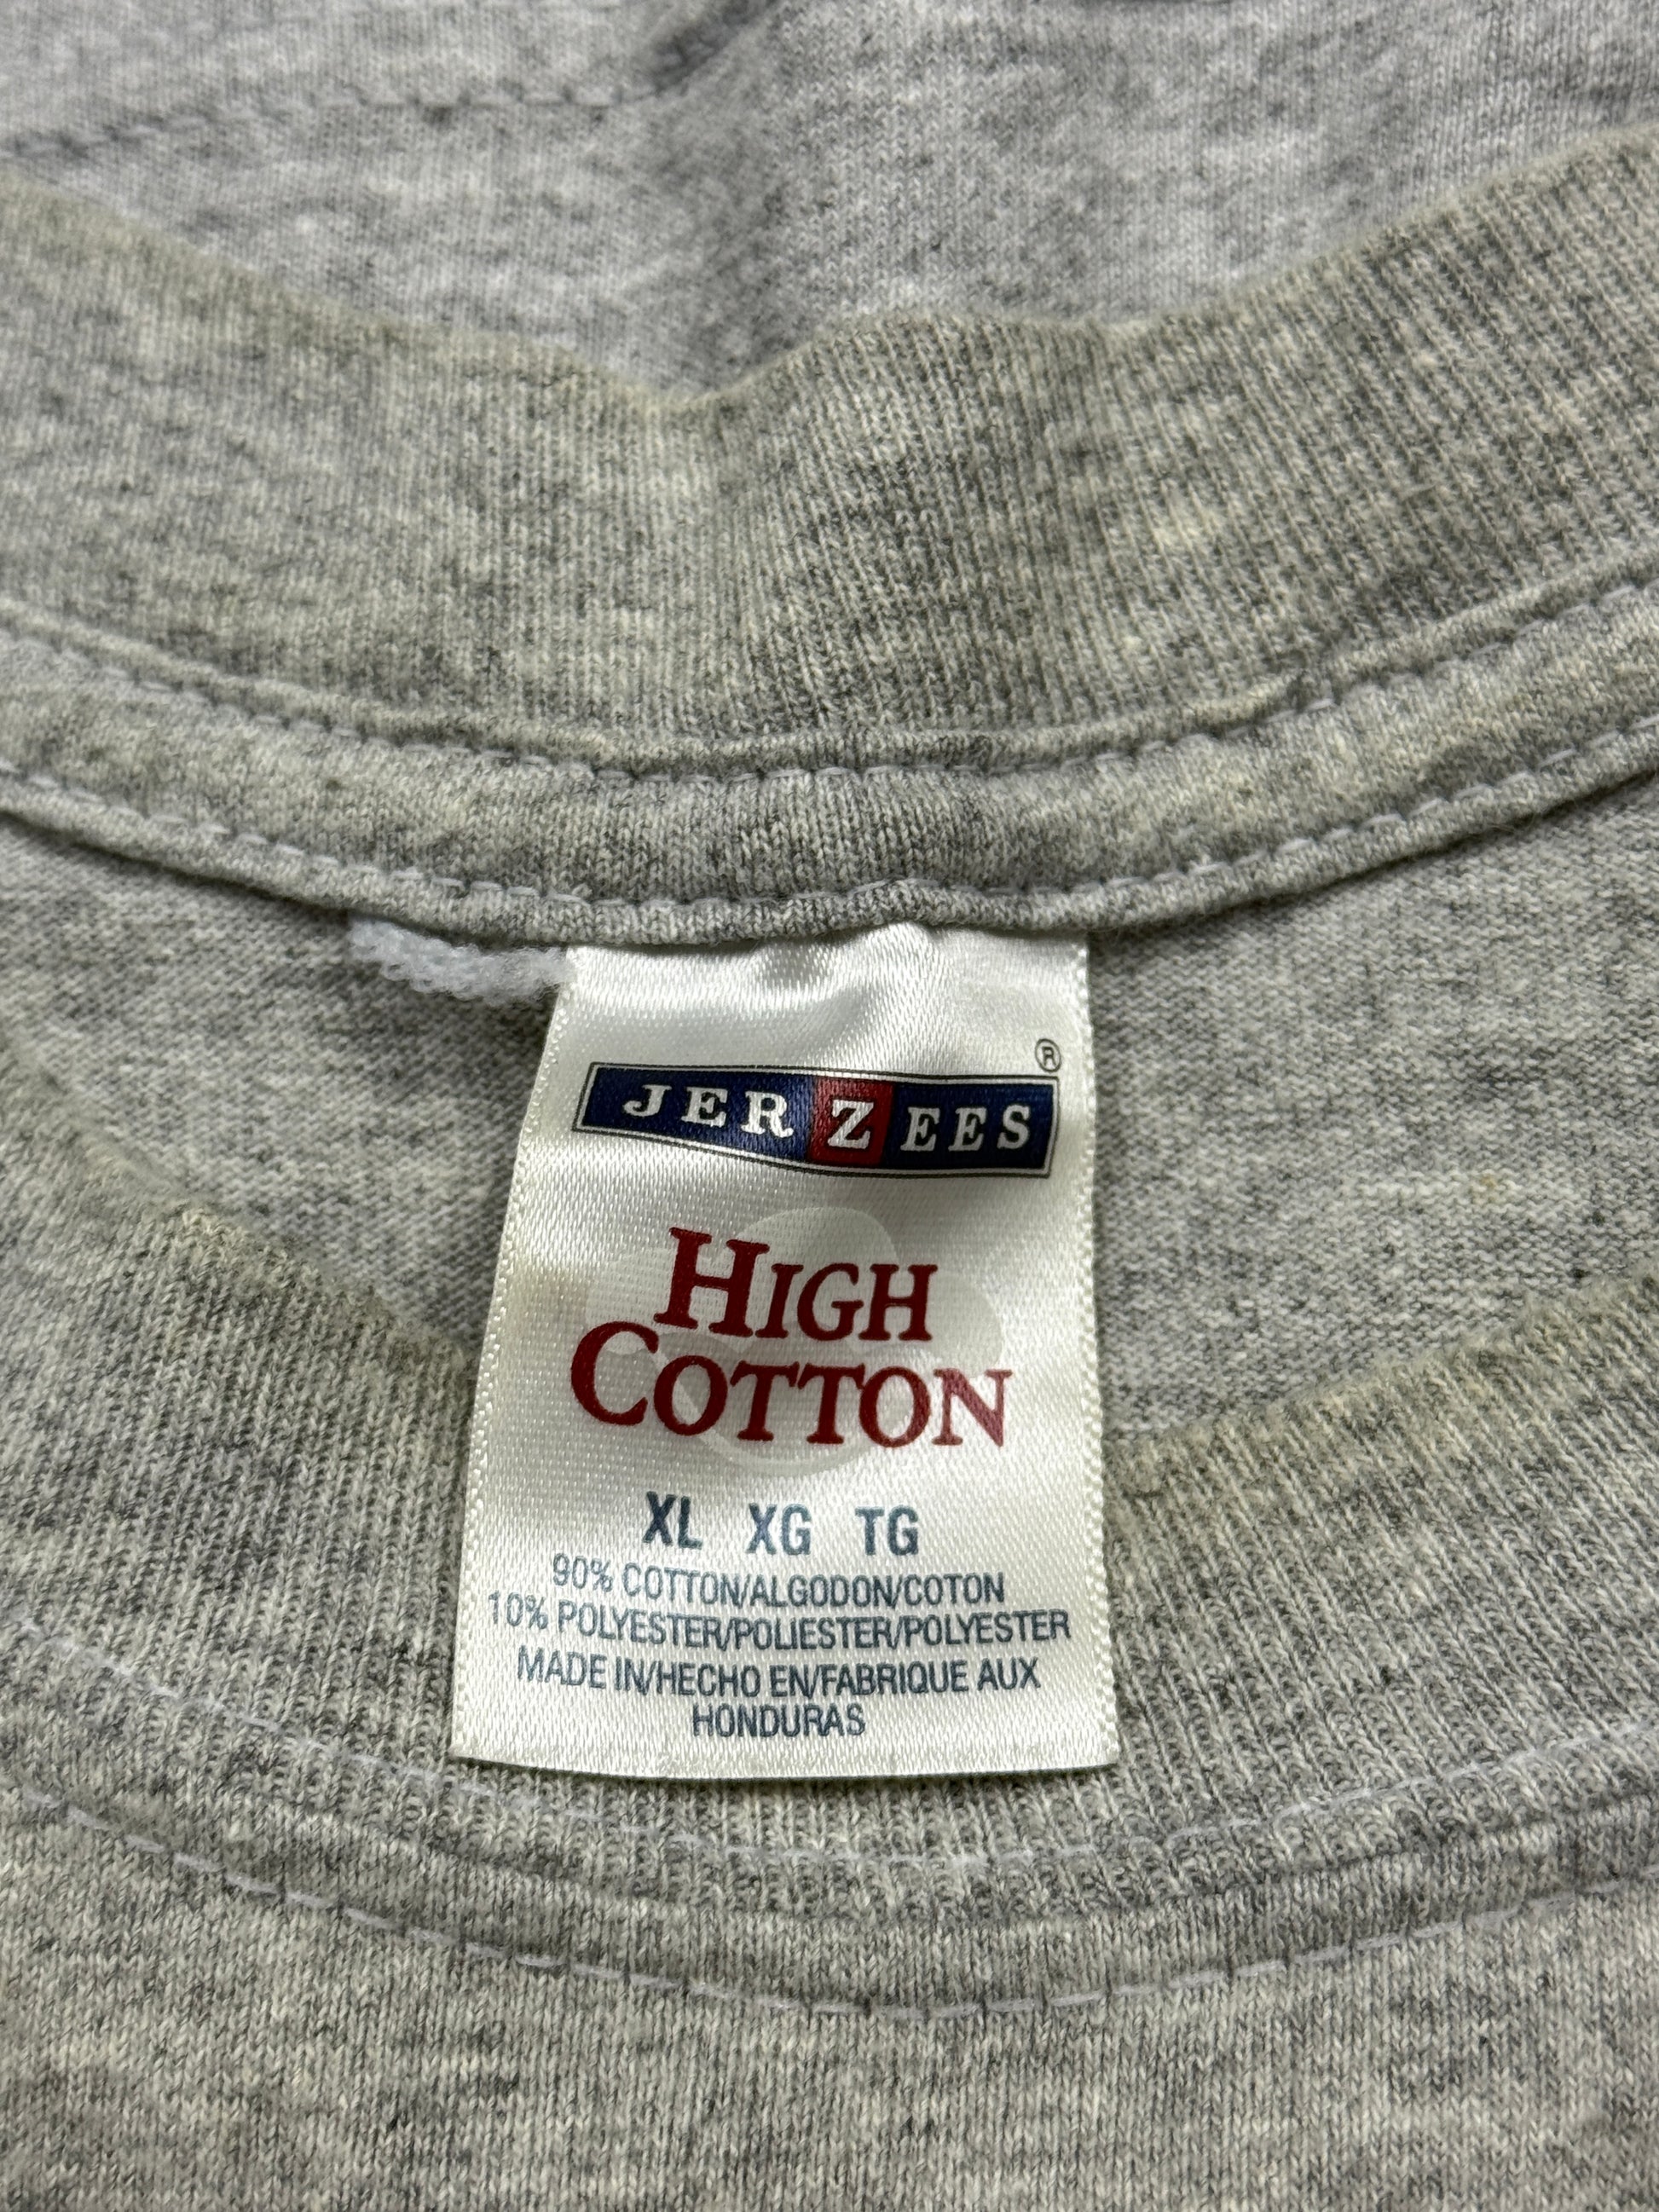 JERZEES®
HIGH
COTTON
XL XG TG
90% COTTON/ALGODON/COTON
10% POLYESTER/POLIESTER/POLYESTER
MADE IN/HECHO EN/FABRIQUE AUX
HONDURAS